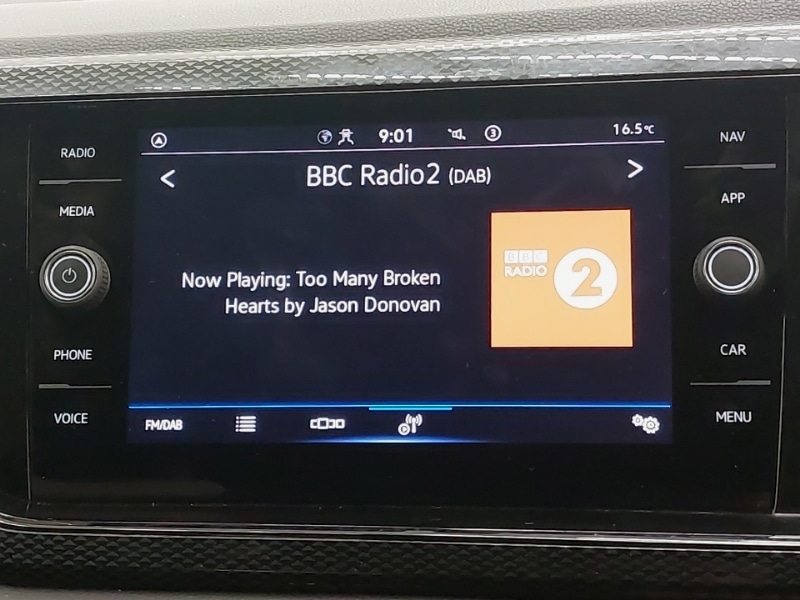 RADIO
MEDIA
PHONE
VOICE
9:01
3
16.5°C
< BBC Radio2 (DAB) >
Now Playing: Too Many Broken
Hearts by Jason Donovan
BBC
RADIO
2
FM/DAB
NAV
APP
CAR
MENU